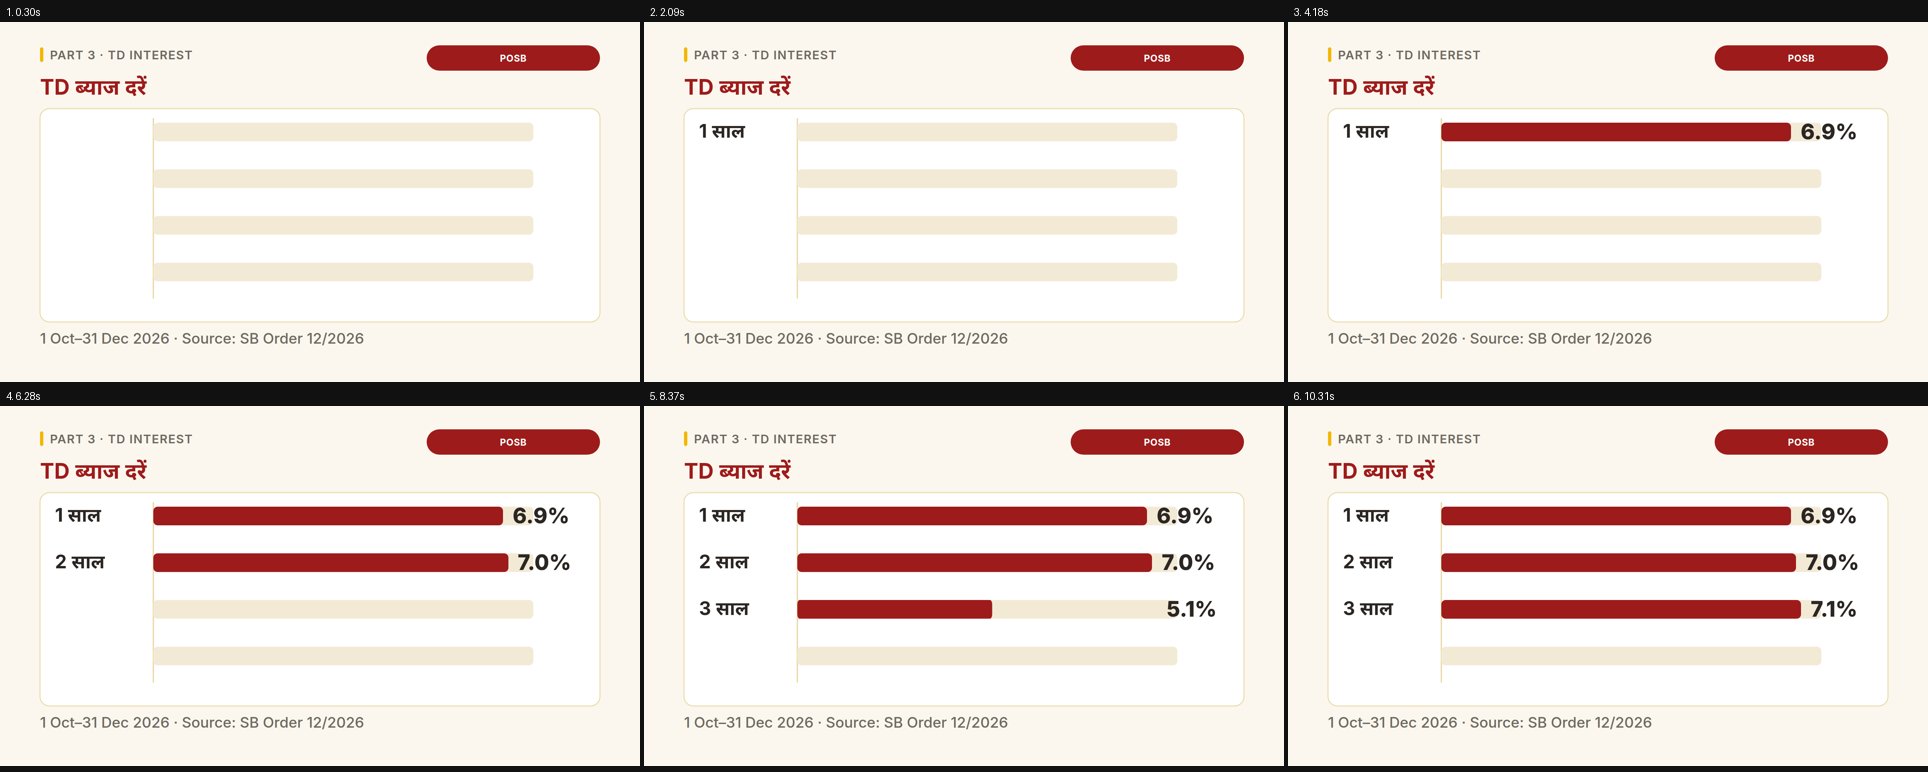 1. 0.30s
PART 3 · TD INTEREST
POSB
TD ब्याज दरें
1 Oct–31 Dec 2026 · Source: SB Order 12/2026
2. 2.09s
PART 3 · TD INTEREST
POSB
TD ब्याज दरें
1 साल
1 Oct–31 Dec 2026 · Source: SB Order 12/2026
3. 4.18s
PART 3 · TD INTEREST
POSB
TD ब्याज दरें
1 साल 6.9%
1 Oct–31 Dec 2026 · Source: SB Order 12/2026
4. 6.28s
PART 3 · TD INTEREST
POSB
TD ब्याज दरें
1 साल 6.9%
2 साल 7.0%
1 Oct–31 Dec 2026 · Source: SB Order 12/2026
5. 8.37s
PART 3 · TD INTEREST
POSB
TD ब्याज दरें
1 साल 6.9%
2 साल 7.0%
3 साल 5.1%
1 Oct–31 Dec 2026 · Source: SB Order 12/2026
6. 10.31s
PART 3 · TD INTEREST
POSB
TD ब्याज दरें
1 साल 6.9%
2 साल 7.0%
3 साल 7.1%
1 Oct–31 Dec 2026 · Source: SB Order 12/2026